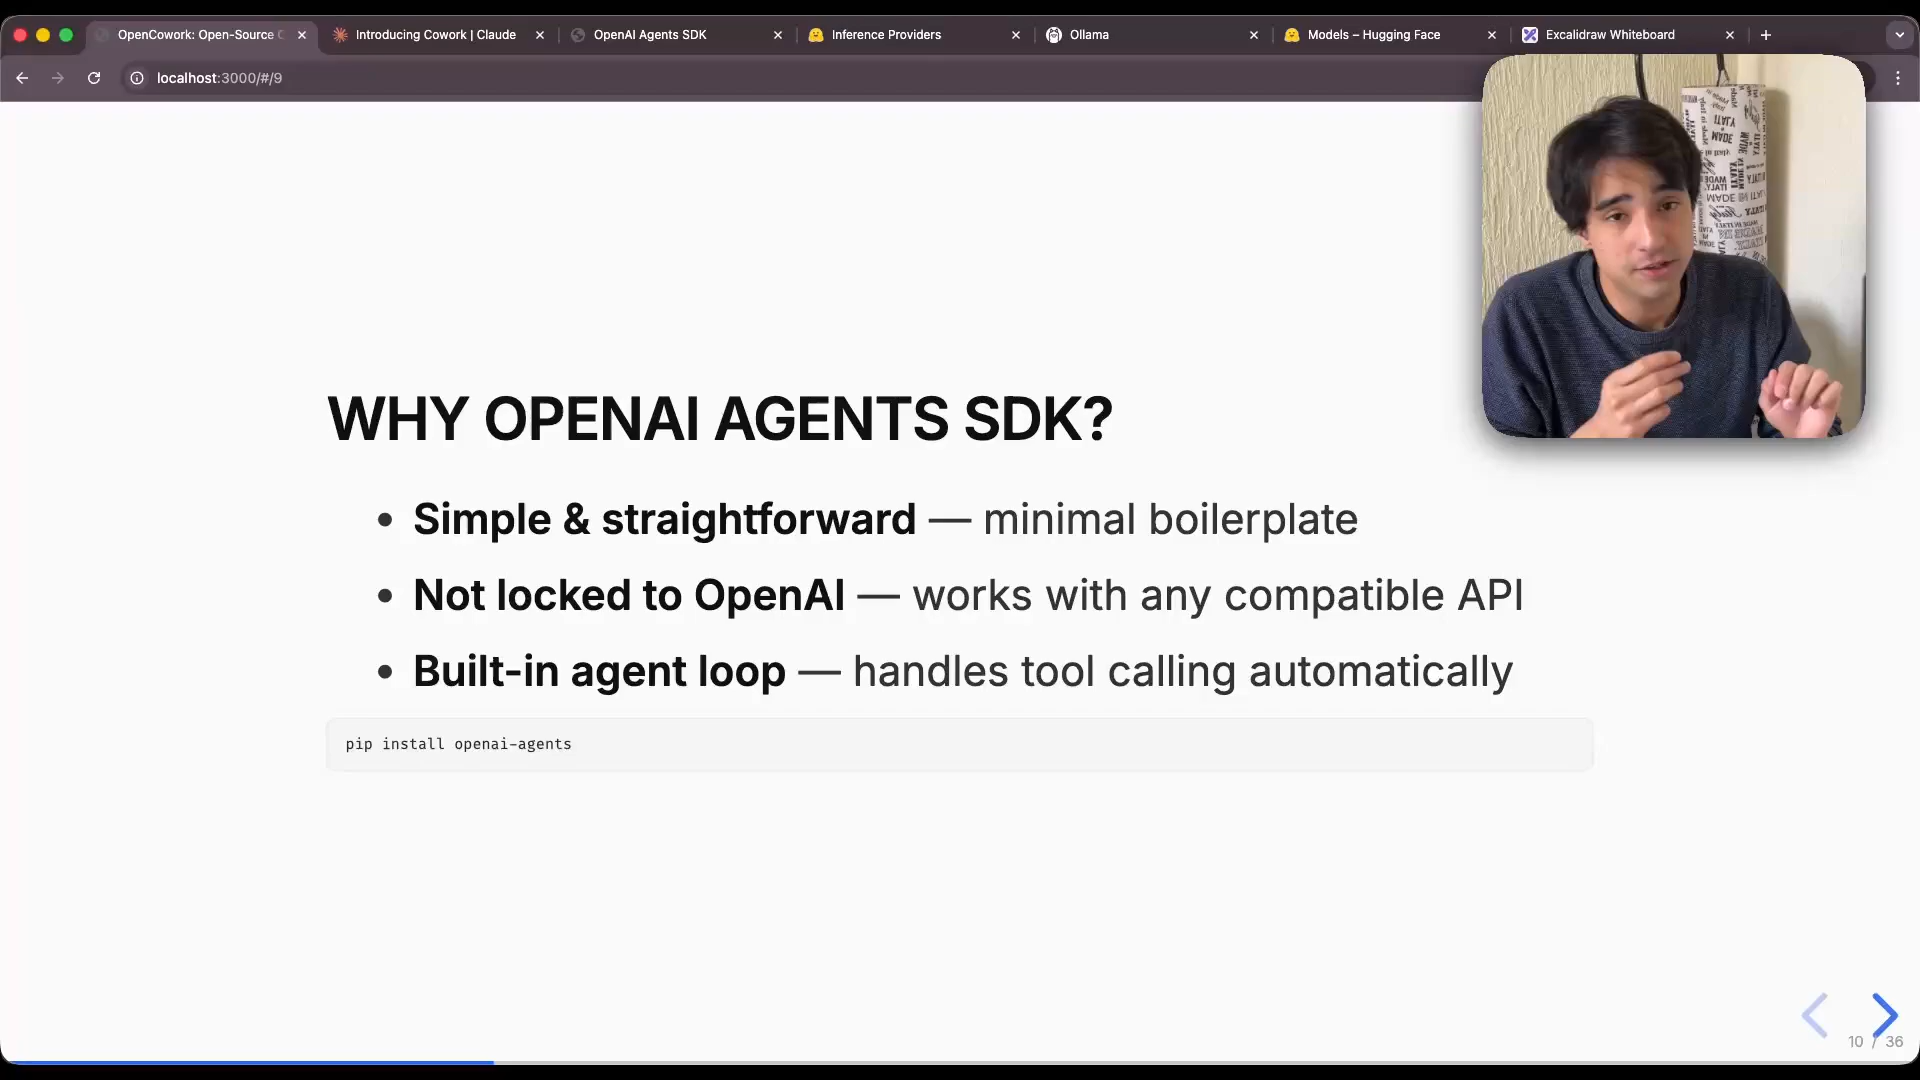 OpenCowork: Open-Source C
Introducing Cowork | Claude
OpenAI Agents SDK
Inference Providers
Ollama
Models – Hugging Face
Excalidraw Whiteboard
localhost:3000/#/9
WHY OPENAI AGENTS SDK?
• Simple & straightforward — minimal boilerplate
• Not locked to OpenAI — works with any compatible API
• Built-in agent loop — handles tool calling automatically
pip install openai-agents
10 / 36